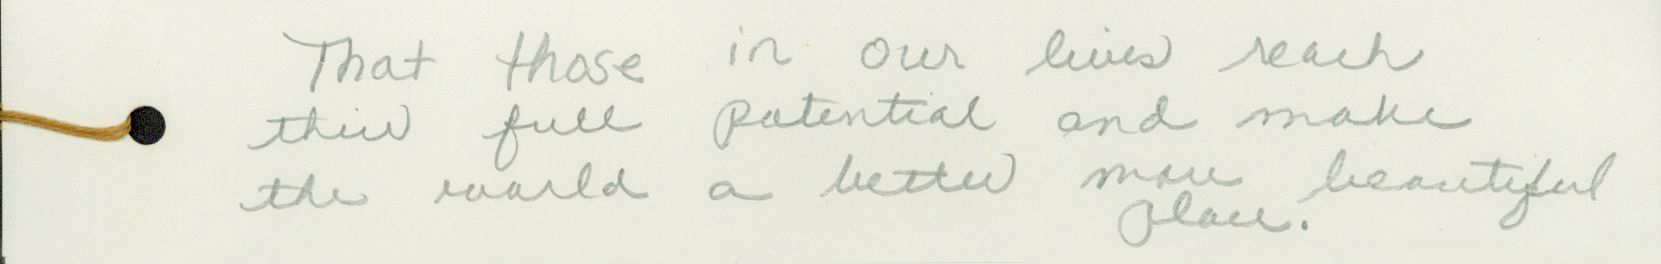 That those in our lives reach
their full potential and make
the world a better more beautiful
place.